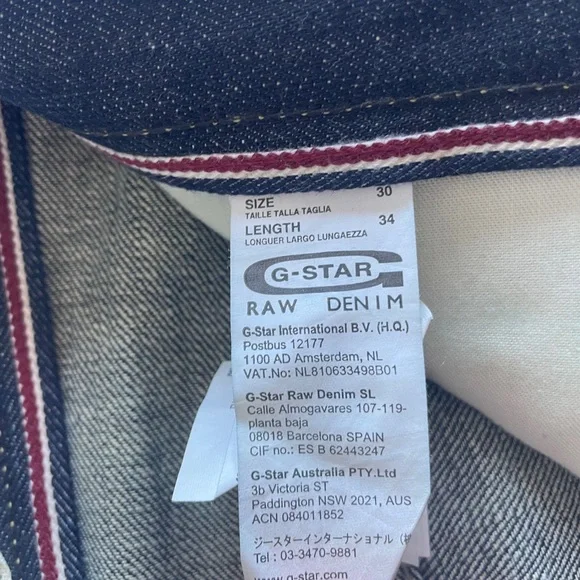 SIZE 30
TAILLE TALLA TAGLIA
LENGTH 34
LONGUER LARGO LUNGAEZZA
G-STAR
RAW DENIM
G-Star International B.V. (H.Q.)
Postbus 12177
1100 AD Amsterdam, NL
VAT.No: NL810633498B01
G-Star Raw Denim SL
Calle Almogavares 107-119-
planta baja
08018 Barcelona SPAIN
CIF no.: ES B 62443247
G-Star Australia PTY.Ltd
3b Victoria ST
Paddington NSW 2021, AUS
ACN 084011852
ジースターインターナショナル
Tel : 03-3470-9881
www.g-star.com